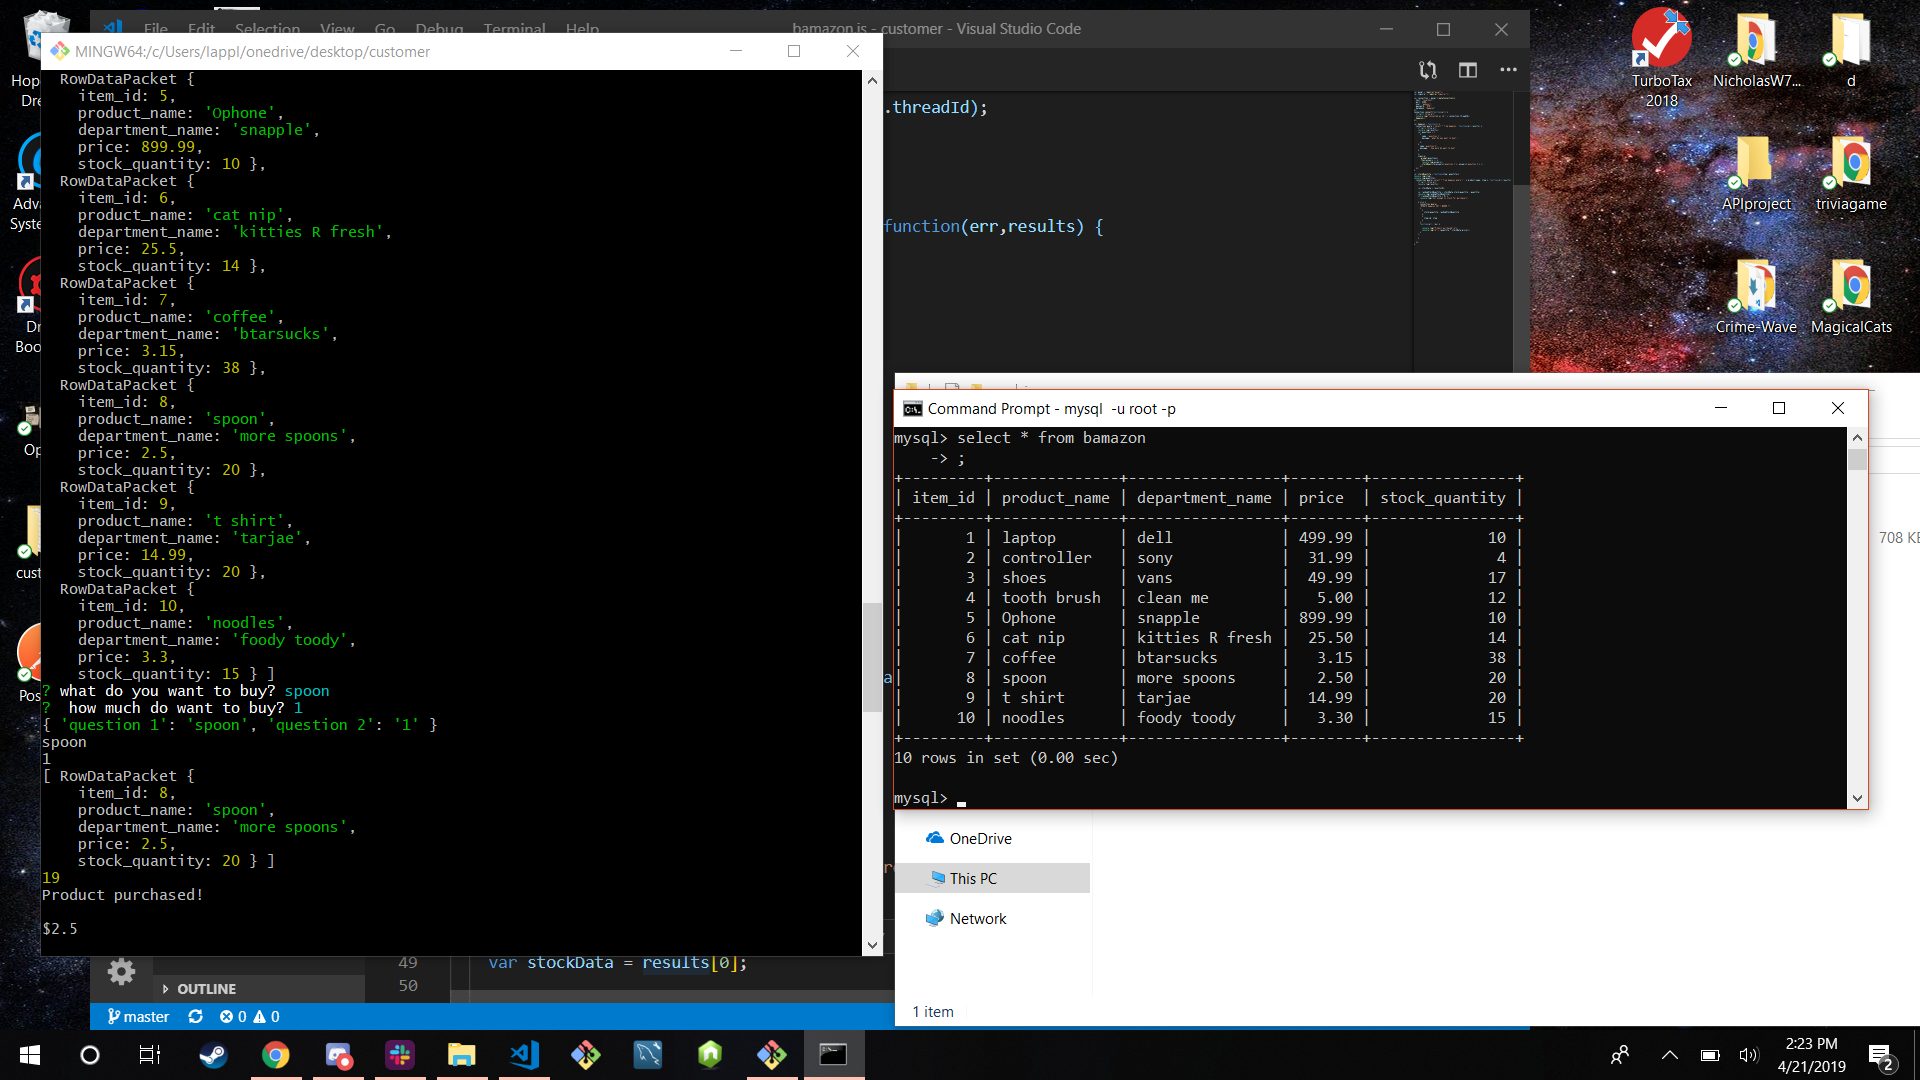 File Edit Selection View Go Debug Terminal Help
bamazon.js - customer - Visual Studio Code
MINGW64:/c/Users/lappl/onedrive/desktop/customer
RowDataPacket {
item_id: 5,
product_name: 'Ophone',
department_name: 'snapple',
price: 899.99,
stock_quantity: 10 },
RowDataPacket {
item_id: 6,
product_name: 'cat nip',
department_name: 'kitties R fresh',
price: 25.5,
stock_quantity: 14 },
RowDataPacket {
item_id: 7,
product_name: 'coffee',
department_name: 'btarsucks',
price: 3.15,
stock_quantity: 38 },
RowDataPacket {
item_id: 8,
product_name: 'spoon',
department_name: 'more spoons',
price: 2.5,
stock_quantity: 20 },
RowDataPacket {
item_id: 9,
product_name: 't shirt',
department_name: 'tarjae',
price: 14.99,
stock_quantity: 20 },
RowDataPacket {
item_id: 10,
product_name: 'noodles',
department_name: 'foody toody',
price: 3.3,
stock_quantity: 15 } ]
? what do you want to buy? spoon
?  how much do want to buy? 1
{ 'question 1': 'spoon', 'question 2': '1' }
spoon
1
[ RowDataPacket {
item_id: 8,
product_name: 'spoon',
department_name: 'more spoons',
price: 2.5,
stock_quantity: 20 } ]
19
Product purchased!
$2.5
.threadId);
function(err,results) {
49 var stockData = results[0];
50
OUTLINE
master 0 0
Command Prompt - mysql  -u root -p
mysql> select * from bamazon
-> ;
+---------+--------------+-----------------+--------+----------------+
| item_id | product_name | department_name | price  | stock_quantity |
+---------+--------------+-----------------+--------+----------------+
|       1 | laptop       | dell            | 499.99 |             10 |
|       2 | controller   | sony            |  31.99 |              4 |
|       3 | shoes        | vans            |  49.99 |             17 |
|       4 | tooth brush  | clean me        |   5.00 |             12 |
|       5 | Ophone       | snapple         | 899.99 |             10 |
|       6 | cat nip      | kitties R fresh |  25.50 |             14 |
|       7 | coffee       | btarsucks       |   3.15 |             38 |
|       8 | spoon        | more spoons     |   2.50 |             20 |
|       9 | t shirt      | tarjae          |  14.99 |             20 |
|      10 | noodles      | foody toody     |   3.30 |             15 |
+---------+--------------+-----------------+--------+----------------+
10 rows in set (0.00 sec)
mysql>
OneDrive
This PC
Network
1 item
708 KB
TurboTax 2018
NicholasW7...
d
APIproject
triviagame
Crime-Wave
MagicalCats
Hop
Dre
Adva
Syste
Dr
Boo
Op
cust
Pos
2:23 PM
4/21/2019
2